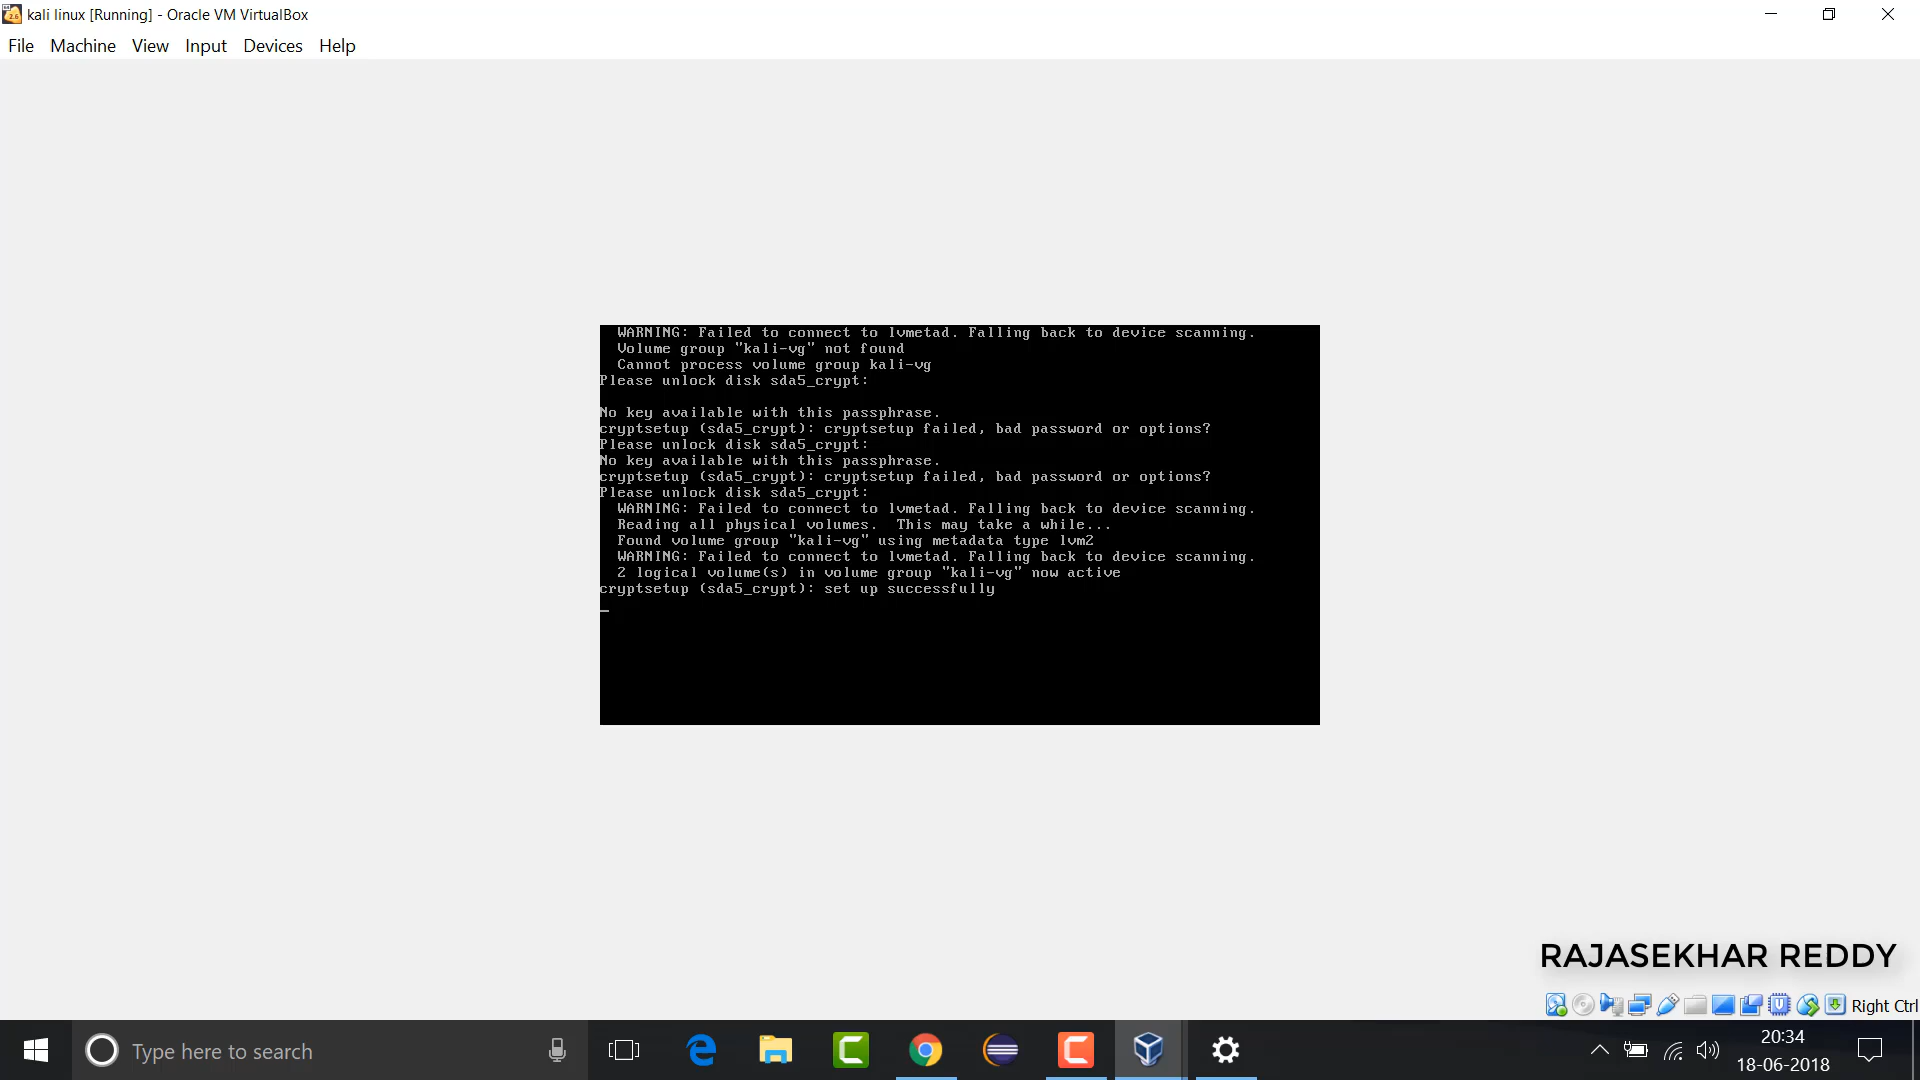 kali linux [Running] - Oracle VM VirtualBox
File Machine View Input Devices Help
WARNING: Failed to connect to lvmetad. Falling back to device scanning.
Volume group "kali-vg" not found
Cannot process volume group kali-vg
Please unlock disk sda5_crypt:
No key available with this passphrase.
cryptsetup (sda5_crypt): cryptsetup failed, bad password or options?
Please unlock disk sda5_crypt:
No key available with this passphrase.
cryptsetup (sda5_crypt): cryptsetup failed, bad password or options?
Please unlock disk sda5_crypt:
WARNING: Failed to connect to lvmetad. Falling back to device scanning.
Reading all physical volumes.  This may take a while...
Found volume group "kali-vg" using metadata type lvm2
WARNING: Failed to connect to lvmetad. Falling back to device scanning.
2 logical volume(s) in volume group "kali-vg" now active
cryptsetup (sda5_crypt): set up successfully
RAJASEKHAR REDDY
Right Ctrl
Type here to search
20:34
18-06-2018